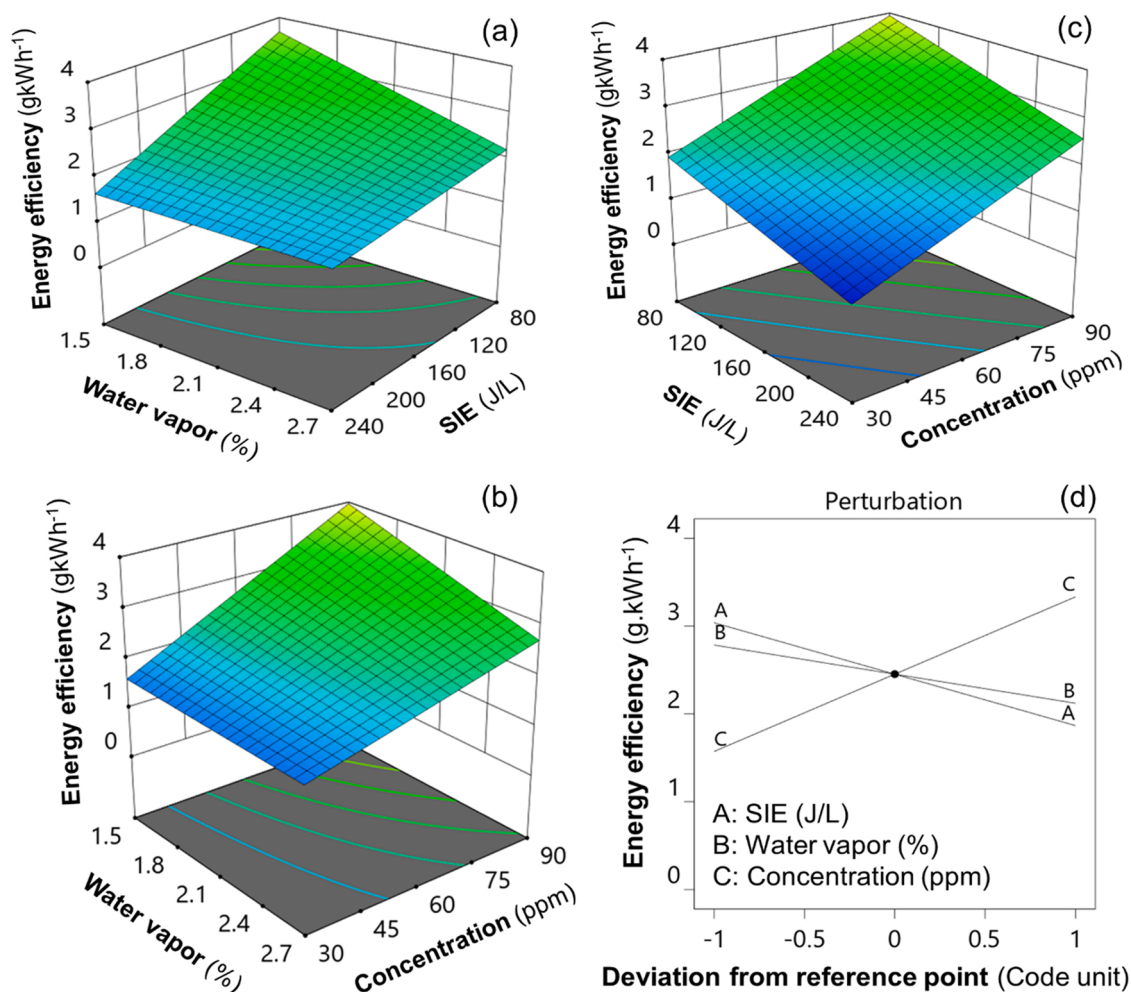 (a)
Energy efficiency (gkWh-1)
4
3
2
1
0
1.5
1.8
2.1
2.4
2.7
Water vapor (%)
240
200
160
120
80
SIE (J/L)
(c)
Energy efficiency (gkWh-1)
4
3
2
1
0
80
120
160
200
240
SIE (J/L)
30
45
60
75
90
Concentration (ppm)
(b)
Energy efficiency (gkWh-1)
4
3
2
1
0
1.5
1.8
2.1
2.4
2.7
Water vapor (%)
30
45
60
75
90
Concentration (ppm)
Perturbation
(d)
Energy efficiency (g.kWh-1)
4
3
2
1
0
A
B
C
C
B
A
A: SIE (J/L)
B: Water vapor (%)
C: Concentration (ppm)
-1
-0.5
0
0.5
1
Deviation from reference point (Code unit)